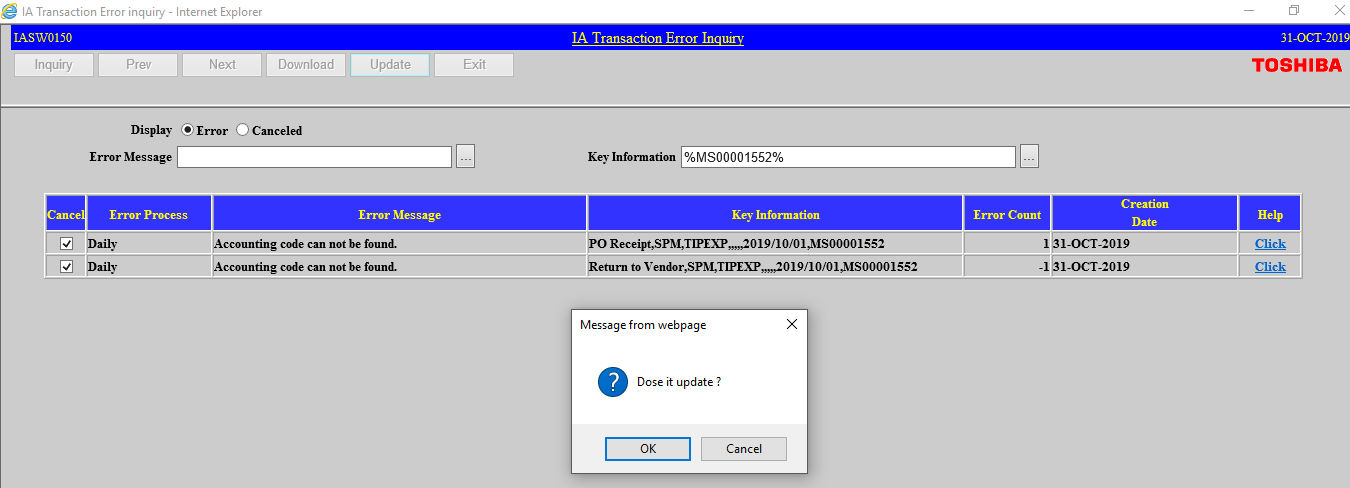 IA Transaction Error inquiry - Internet Explorer
IASW0150 IA Transaction Error Inquiry 31-OCT-2019
Inquiry Prev Next Download Update Exit TOSHIBA
Display Error Canceled
Error Message ... Key Information %MS00001552% ...
Cancel Error Process Error Message Key Information Error Count Creation Date Help
Daily Accounting code can not be found. PO Receipt,SPM,TIPEXP,,,,,2019/10/01,MS00001552 1 31-OCT-2019 Click
Daily Accounting code can not be found. Return to Vendor,SPM,TIPEXP,,,,,2019/10/01,MS00001552 -1 31-OCT-2019 Click
Message from webpage
? Dose it update ?
OK Cancel